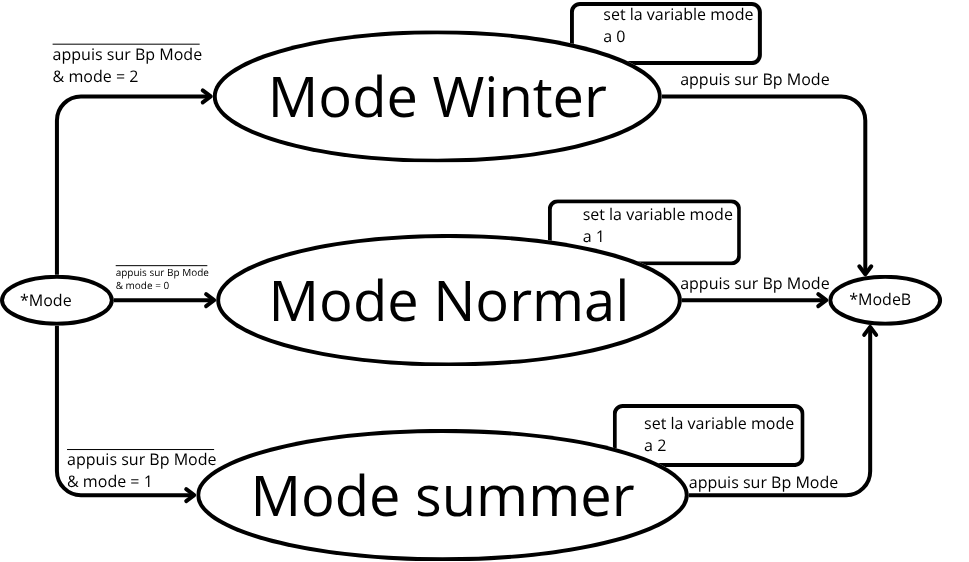 set la variable mode
a 0
appuis sur Bp Mode
& mode = 2
Mode Winter
appuis sur Bp Mode
set la variable mode
a 1
*Mode
appuis sur Bp Mode
& mode = 0
Mode Normal
appuis sur Bp Mode
*ModeB
set la variable mode
a 2
appuis sur Bp Mode
& mode = 1
Mode summer
appuis sur Bp Mode